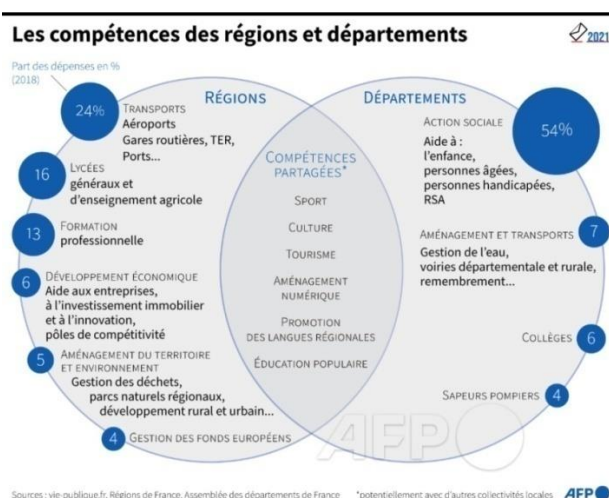 Les compétences des régions et départements
2021
Part des dépenses en %
(2018)
RÉGIONS
24%
TRANSPORTS
Aéroports
Gares routières, TER,
Ports...
16
LYCÉES
généraux et
d'enseignement agricole
13
FORMATION
professionnelle
6
DÉVELOPPEMENT ÉCONOMIQUE
Aide aux entreprises,
à l'investissement immobilier
et à l'innovation,
pôles de compétitivité
5
AMÉNAGEMENT DU TERRITOIRE
ET ENVIRONNEMENT
Gestion des déchets,
parcs naturels régionaux,
développement rural et urbain...
4
GESTION DES FONDS EUROPÉENS
COMPÉTENCES
PARTAGÉES*
SPORT
CULTURE
TOURISME
AMÉNAGEMENT
NUMÉRIQUE
PROMOTION
DES LANGUES RÉGIONALES
ÉDUCATION POPULAIRE
DÉPARTEMENTS
ACTION SOCIALE
54%
Aide à :
l'enfance,
personnes âgées,
personnes handicapées,
RSA
AMÉNAGEMENT ET TRANSPORTS
7
Gestion de l'eau,
voiries départementale et rurale,
remembrement...
COLLÈGES
6
SAPEURS POMPIERS
4
AFP
Sources : vie-publique.fr, Régions de France, Assemblée des départements de France
*potentiellement avec d'autres collectivités locales
AFP